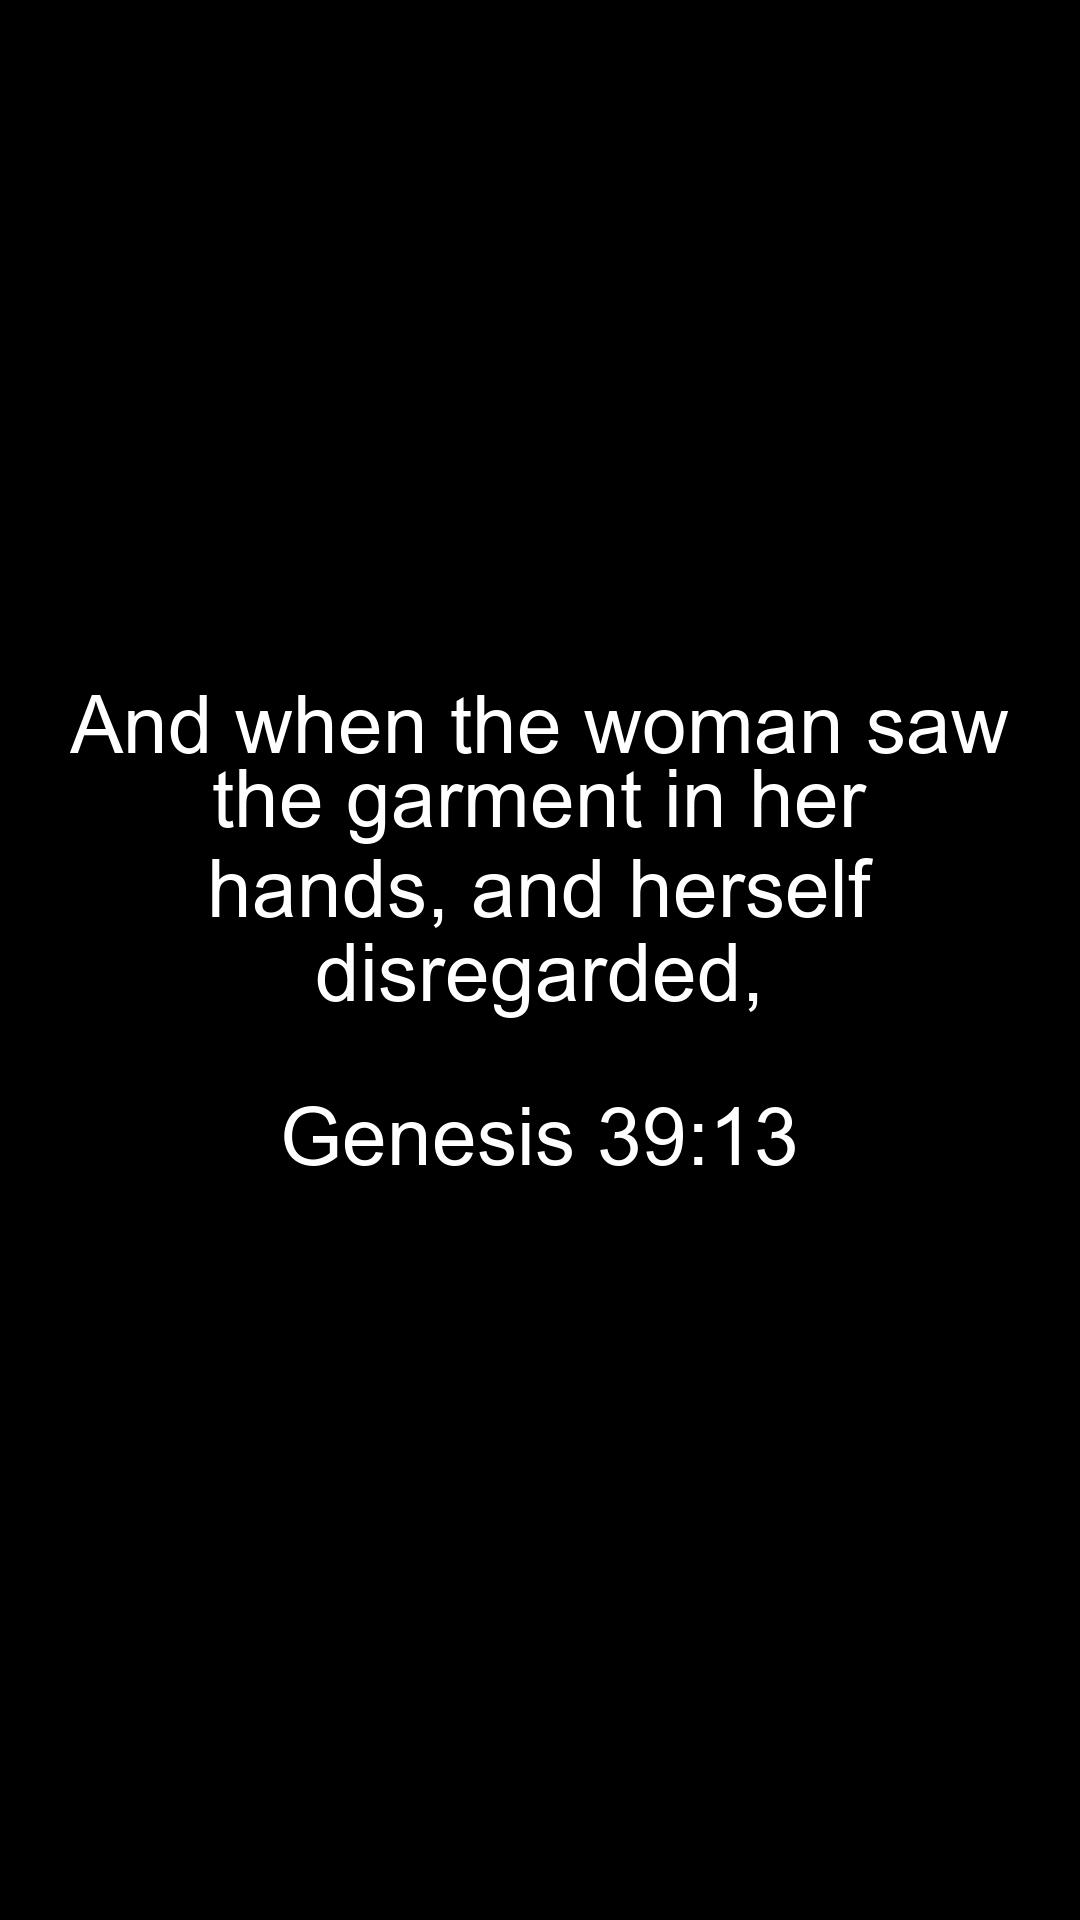 And when the woman saw
the garment in her
hands, and herself
disregarded,
Genesis 39:13